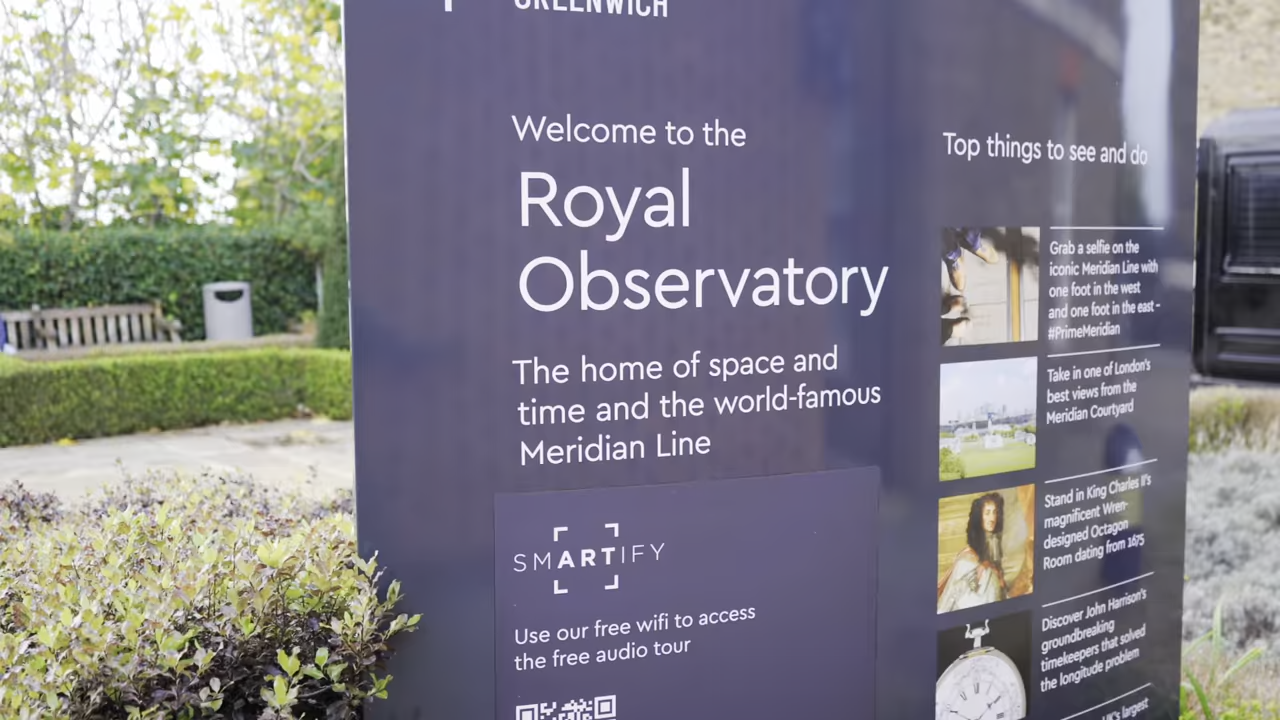 GREENWICH
Welcome to the
Royal
Observatory
The home of space and
time and the world-famous
Meridian Line
SMARTIFY
Use our free wifi to access
the free audio tour
Top things to see and do
Grab a selfie on the
iconic Meridian Line with
one foot in the west
and one foot in the east -
#PrimeMeridian
Take in one of London's
best views from the
Meridian Courtyard
Stand in King Charles II's
magnificent Wren-
designed Octagon
Room dating from 1675
Discover John Harrison's
groundbreaking
timekeepers that solved
the longitude problem
largest